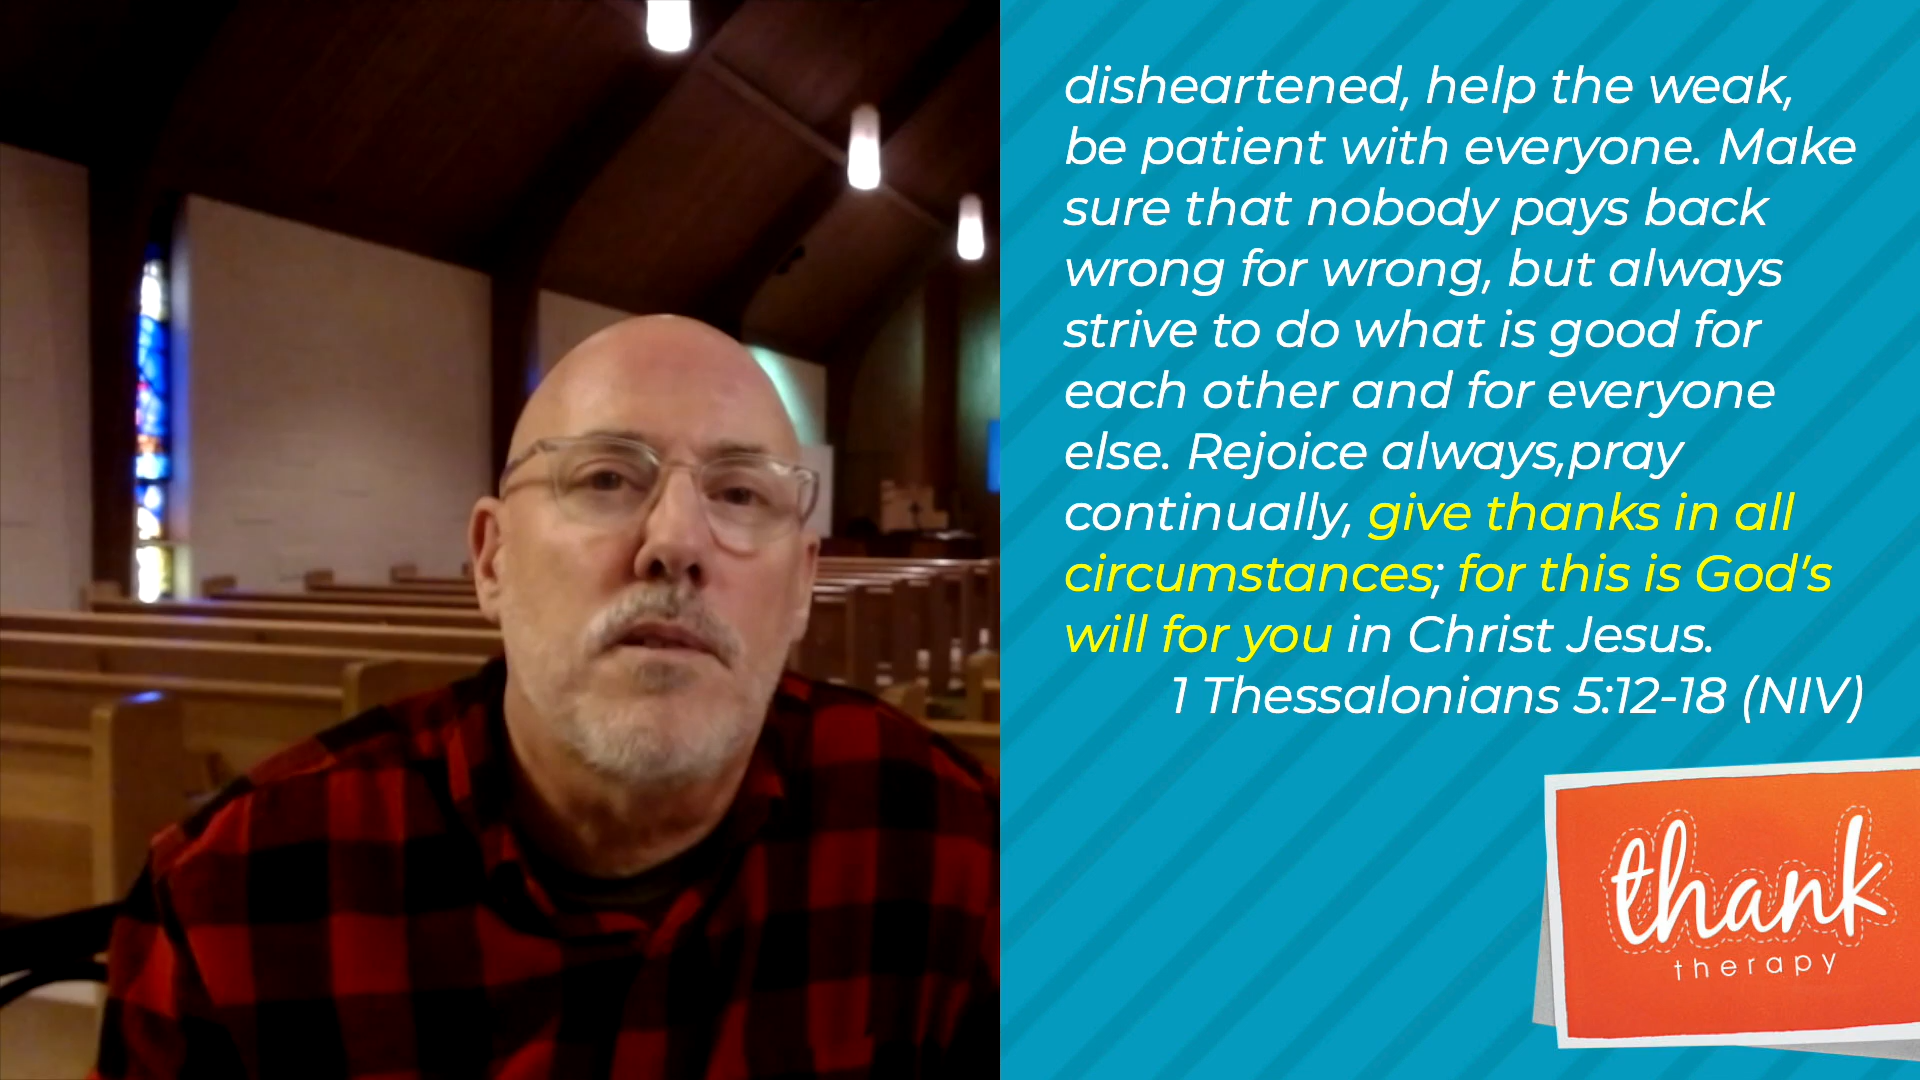 disheartened, help the weak,
be patient with everyone. Make
sure that nobody pays back
wrong for wrong, but always
strive to do what is good for
each other and for everyone
else. Rejoice always,pray
continually, give thanks in all
circumstances; for this is God's
will for you in Christ Jesus.
1 Thessalonians 5:12-18 (NIV)
thank
therapy